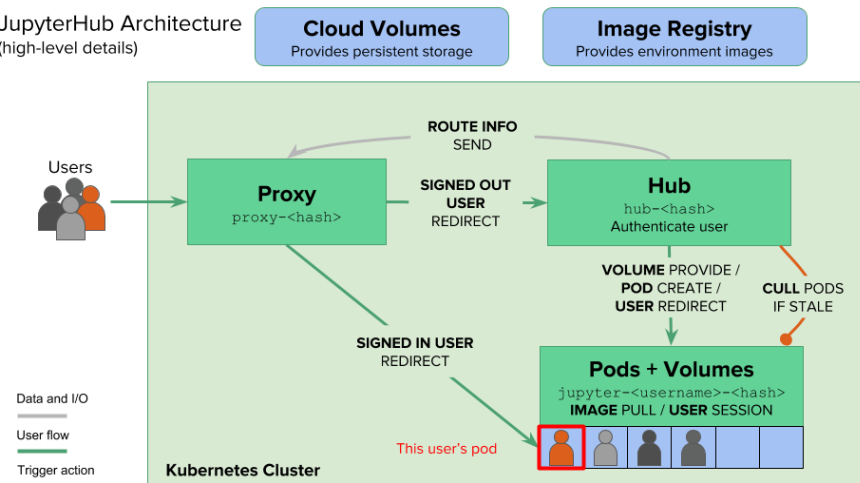 JupyterHub Architecture
(high-level details)
Cloud Volumes
Provides persistent storage
Image Registry
Provides environment images
ROUTE INFO
SEND
Users
Proxy
proxy-<hash>
SIGNED OUT
USER
REDIRECT
Hub
hub-<hash>
Authenticate user
VOLUME PROVIDE /
POD CREATE /
USER REDIRECT
CULL PODS
IF STALE
SIGNED IN USER
REDIRECT
Pods + Volumes
jupyter-<username>-<hash>
IMAGE PULL / USER SESSION
This user's pod
Data and I/O
User flow
Trigger action
Kubernetes Cluster